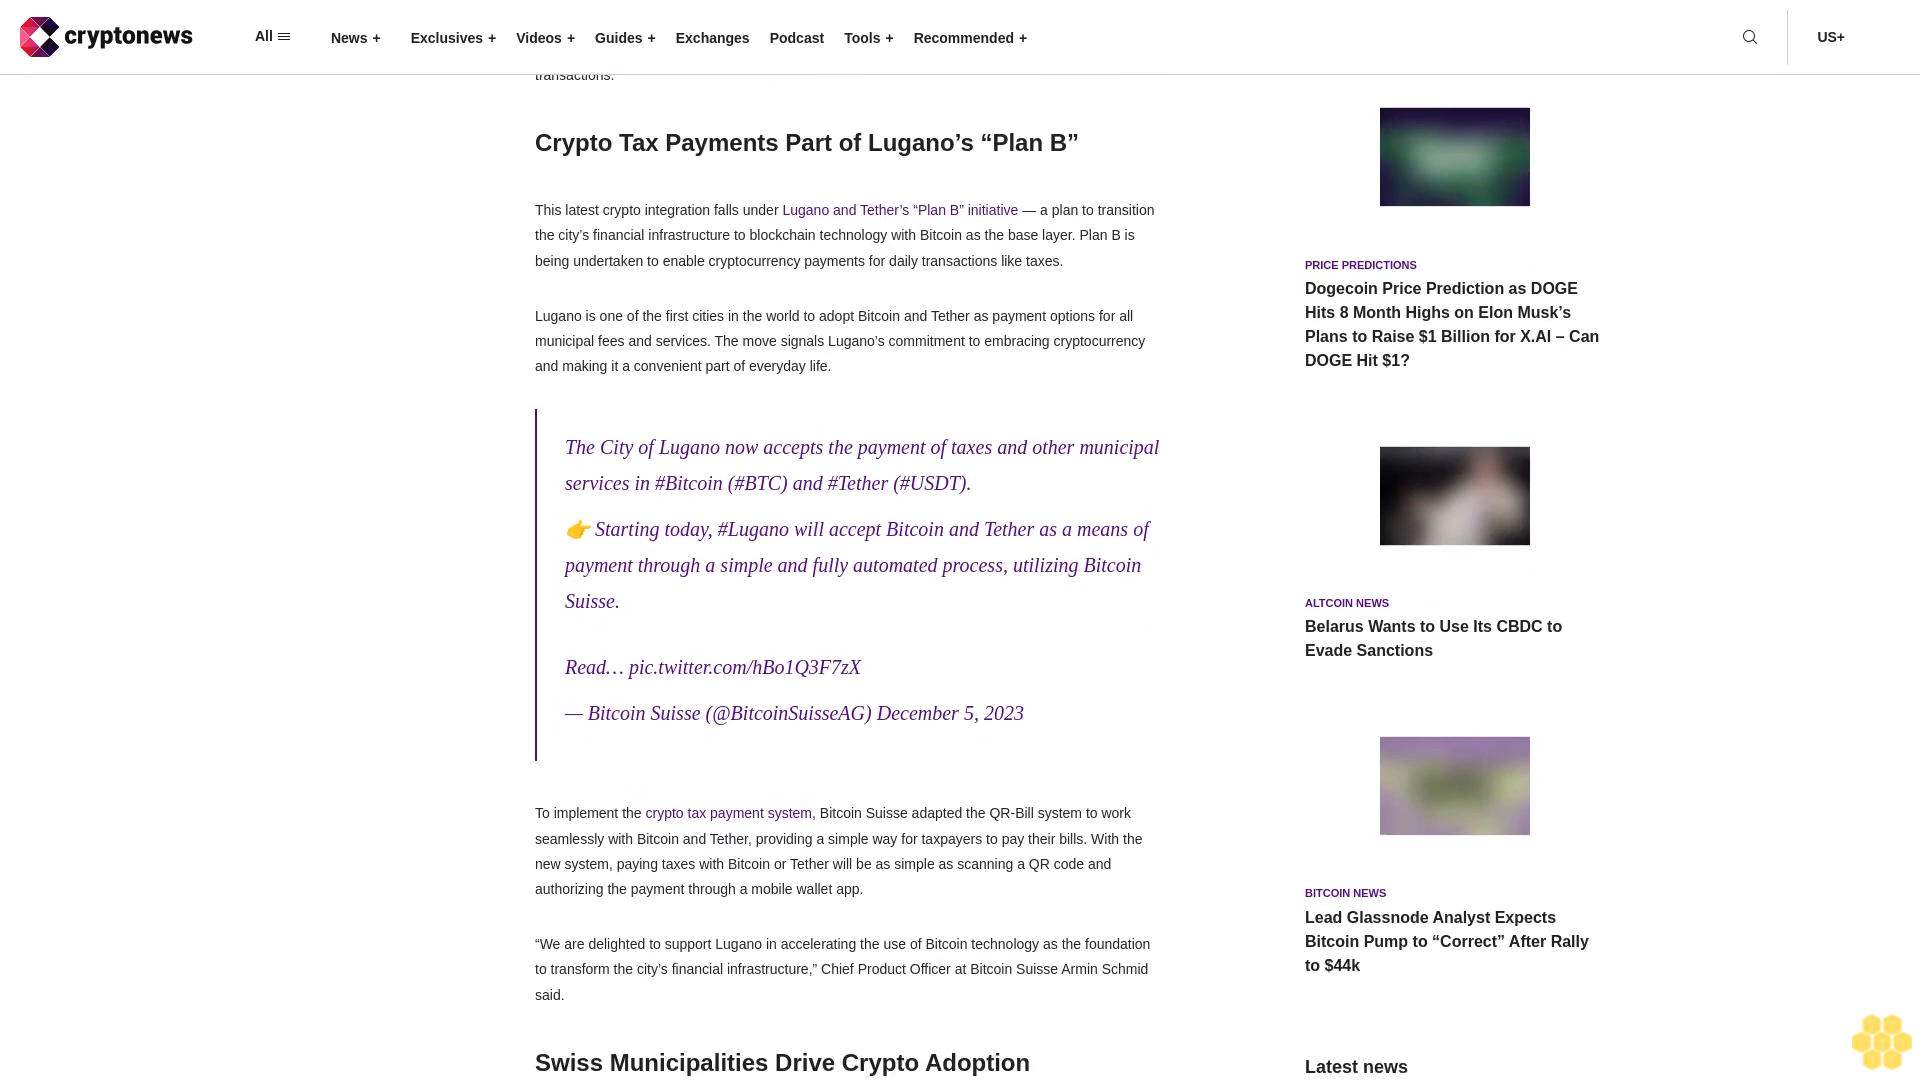 cryptonews
All
News +
Exclusives +
Videos +
Guides +
Exchanges
Podcast
Tools +
Recommended +
US+
transactions.
Crypto Tax Payments Part of Lugano’s “Plan B”
This latest crypto integration falls under Lugano and Tether’s “Plan B” initiative — a plan to transition
the city’s financial infrastructure to blockchain technology with Bitcoin as the base layer. Plan B is
being undertaken to enable cryptocurrency payments for daily transactions like taxes.
Lugano is one of the first cities in the world to adopt Bitcoin and Tether as payment options for all
municipal fees and services. The move signals Lugano’s commitment to embracing cryptocurrency
and making it a convenient part of everyday life.
The City of Lugano now accepts the payment of taxes and other municipal
services in #Bitcoin (#BTC) and #Tether (#USDT).
👉 Starting today, #Lugano will accept Bitcoin and Tether as a means of
payment through a simple and fully automated process, utilizing Bitcoin
Suisse.
Read… pic.twitter.com/hBo1Q3F7zX
— Bitcoin Suisse (@BitcoinSuisseAG) December 5, 2023
To implement the crypto tax payment system, Bitcoin Suisse adapted the QR-Bill system to work
seamlessly with Bitcoin and Tether, providing a simple way for taxpayers to pay their bills. With the
new system, paying taxes with Bitcoin or Tether will be as simple as scanning a QR code and
authorizing the payment through a mobile wallet app.
“We are delighted to support Lugano in accelerating the use of Bitcoin technology as the foundation
to transform the city’s financial infrastructure,” Chief Product Officer at Bitcoin Suisse Armin Schmid
said.
Swiss Municipalities Drive Crypto Adoption
PRICE PREDICTIONS
Dogecoin Price Prediction as DOGE
Hits 8 Month Highs on Elon Musk’s
Plans to Raise $1 Billion for X.AI – Can
DOGE Hit $1?
ALTCOIN NEWS
Belarus Wants to Use Its CBDC to
Evade Sanctions
BITCOIN NEWS
Lead Glassnode Analyst Expects
Bitcoin Pump to “Correct” After Rally
to $44k
Latest news